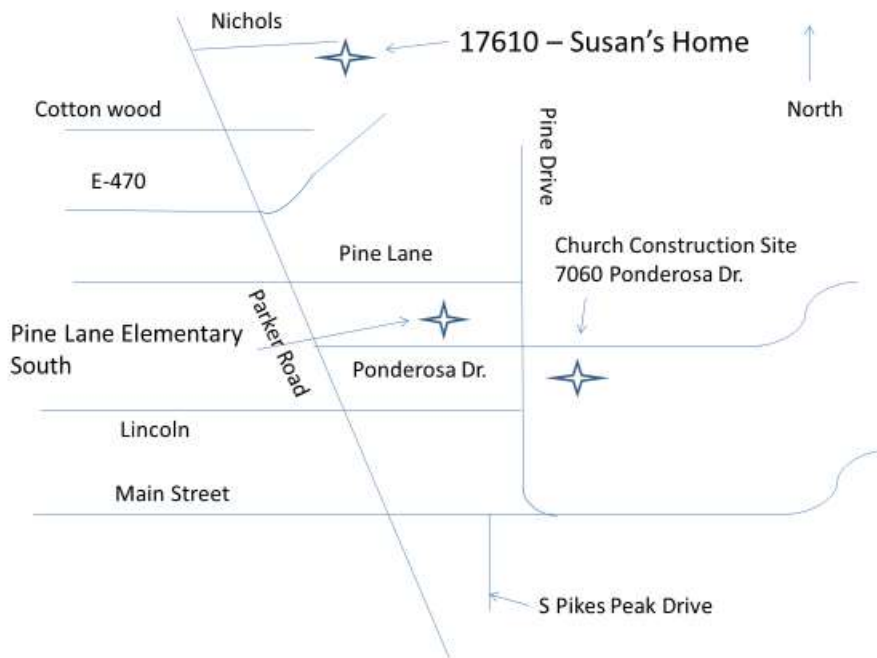 Nichols
17610 – Susan's Home
North
Cotton wood
Pine Drive
E-470
Church Construction Site
7060 Ponderosa Dr.
Pine Lane
Parker Road
Pine Lane Elementary
South
Ponderosa Dr.
Lincoln
Main Street
S Pikes Peak Drive